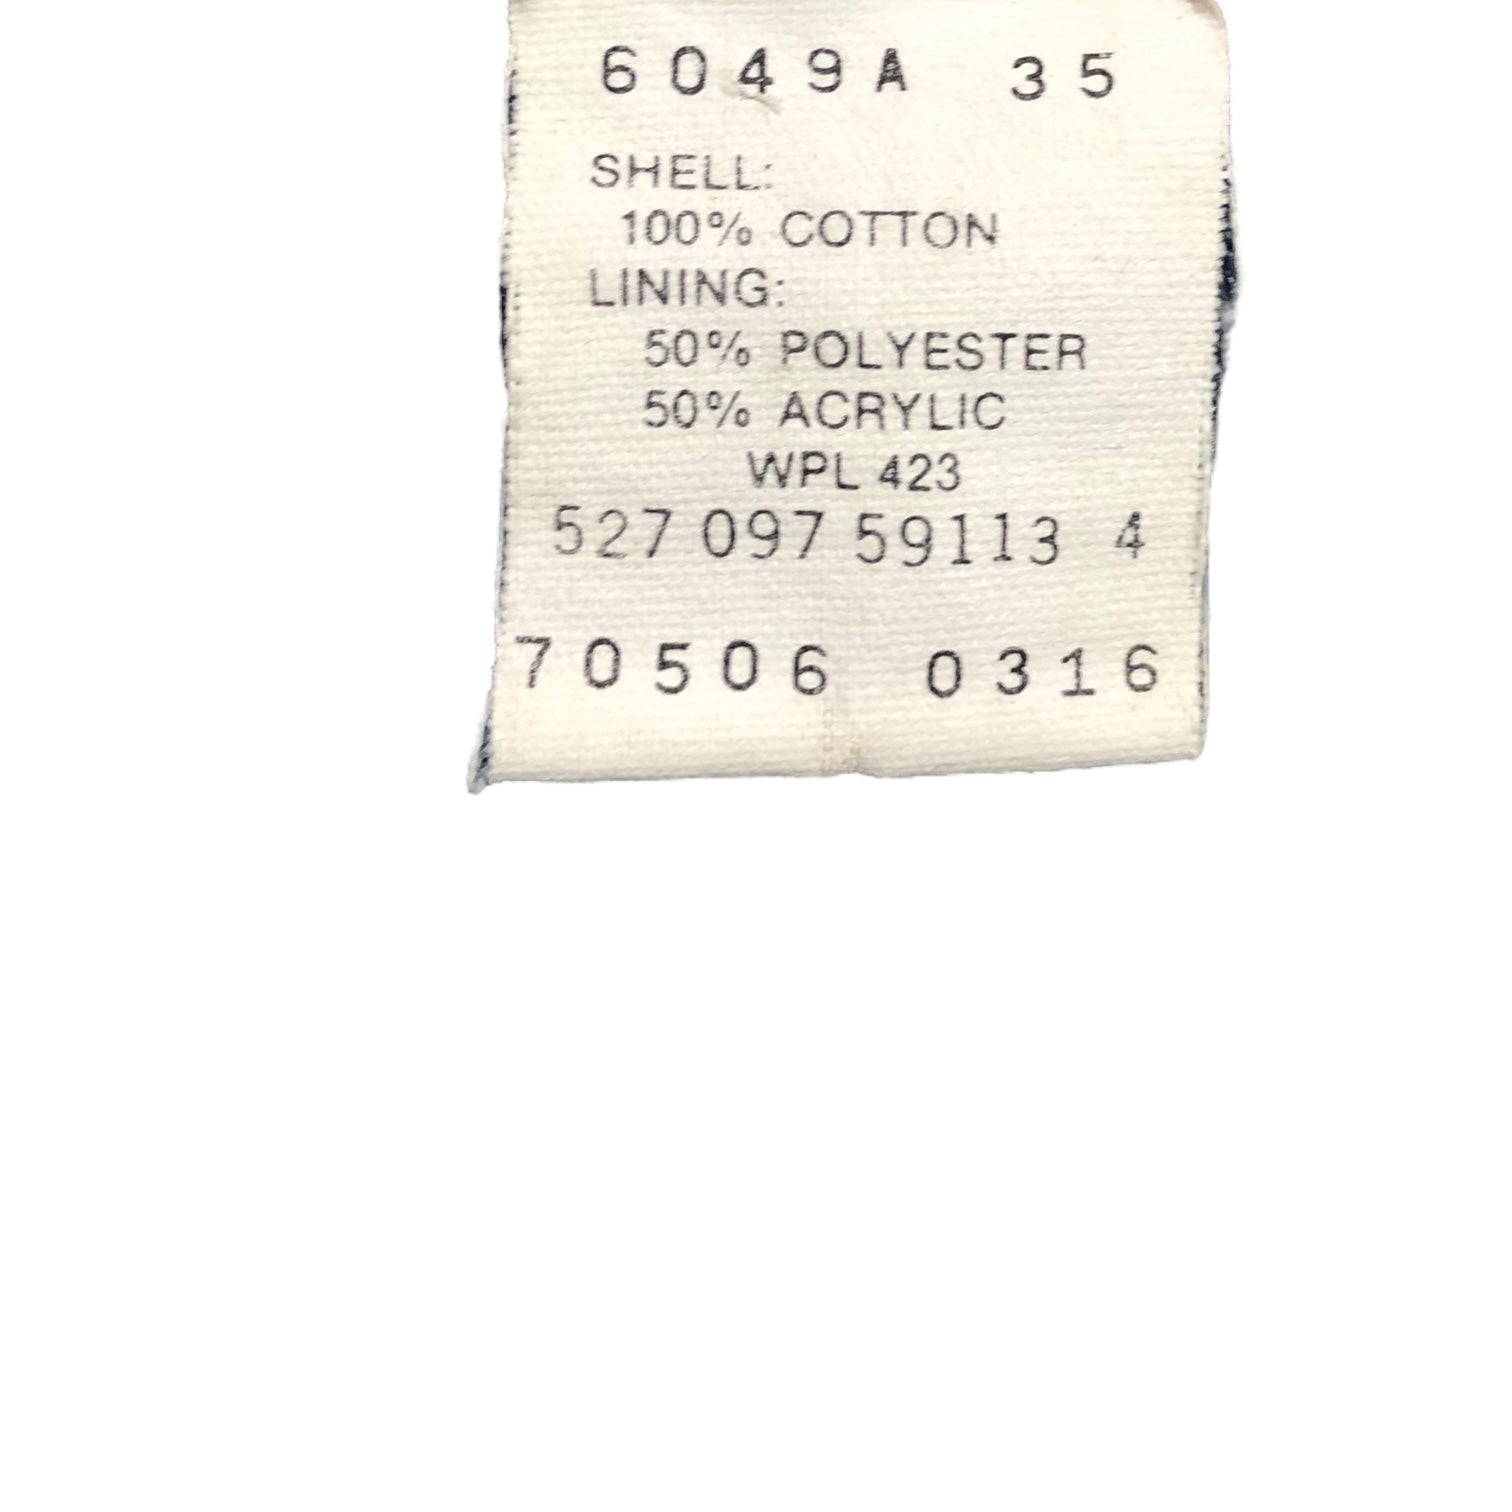 6049A 35
SHELL:
100% COTTON
LINING:
50% POLYESTER
50% ACRYLIC
WPL 423
527 097 59113 4
70506 0316